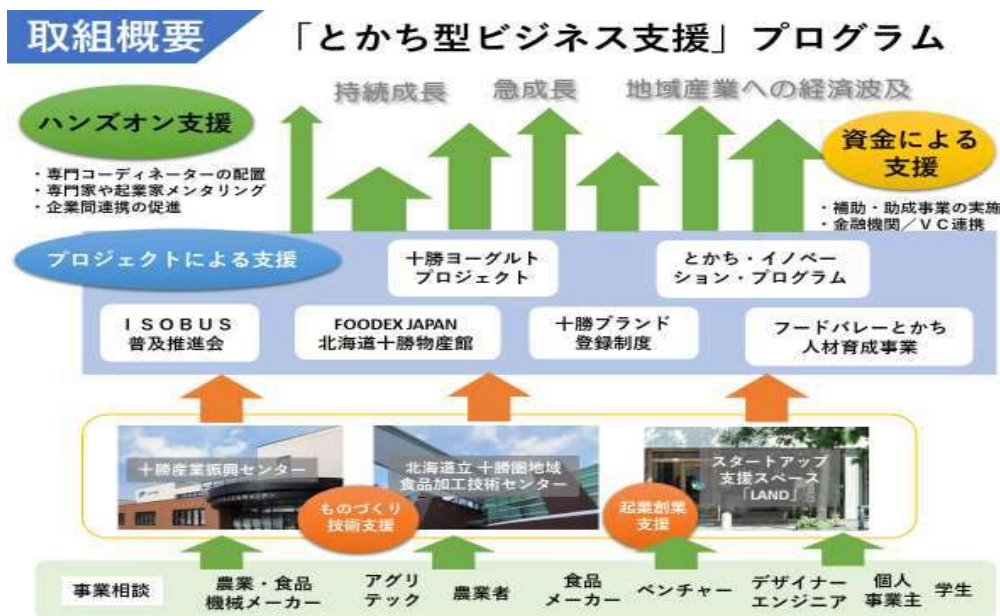 取組概要
「とかち型ビジネス支援」プログラム
持続成長
急成長
地域産業への経済波及
ハンズオン支援
・専門コーディネーターの配置
・専門家や起業家メンタリング
・企業間連携の促進
資金による
支援
・補助・助成事業の実施
・金融機関／ＶＣ連携
プロジェクトによる支援
十勝ヨーグルト
プロジェクト
とかち・イノベー
ション・プログラム
ＩＳＯＢＵＳ
普及推進会
FOODEX JAPAN
北海道十勝物産館
十勝ブランド
登録制度
フードバレーとかち
人材育成事業
十勝産業振興センター
北海道立 十勝圏地域
食品加工技術センター
スタートアップ
支援スペース
「LAND」
ものづくり
技術支援
起業創業
支援
事業相談
農業・食品
機械メーカー
アグリ
テック
農業者
食品
メーカー
ベンチャー
デザイナー
エンジニア
個人
事業主
学生